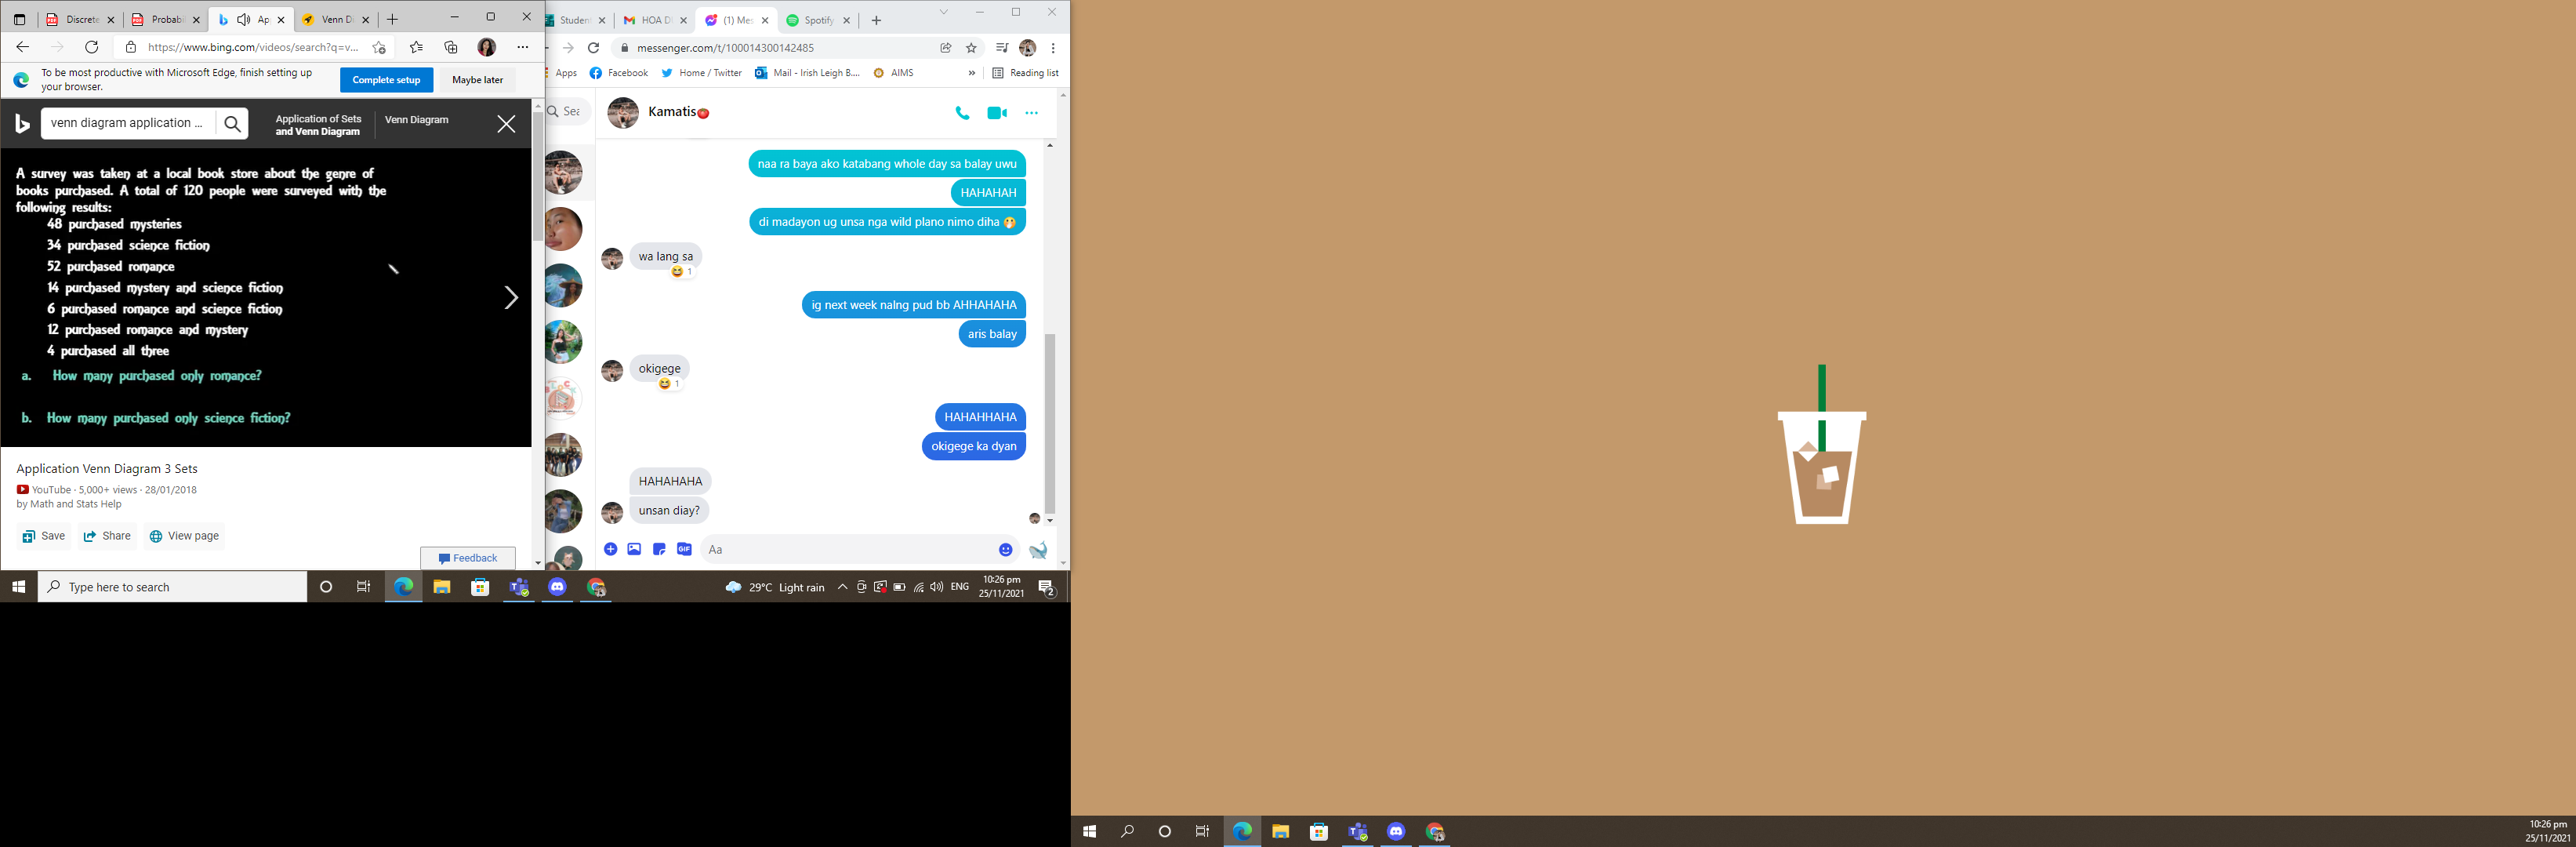 Discrete
Probabil
Ap
Venn Di
https://www.bing.com/videos/search?q=v...
To be most productive with Microsoft Edge, finish setting up
your browser.
Complete setup
Maybe later
venn diagram application ...
Application of Sets
and Venn Diagram
Venn Diagram
A survey was taken at a local book store about the genre of
books purchased. A total of 120 people were surveyed with the
following results:
48 purchased mysteries
34 purchased science fiction
52 purchased romance
14 purchased mystery and science fiction
6 purchased romance and science fiction
12 purchased romance and mystery
4 purchased all three
a. How many purchased only romance?
b. How many purchased only science fiction?
Application Venn Diagram 3 Sets
YouTube · 5,000+ views · 28/01/2018
by Math and Stats Help
Save
Share
View page
Feedback
Student
HOA D
(1) Mes
Spotify
messenger.com/t/100014300142485
Apps
Facebook
Home / Twitter
Mail - Irish Leigh B....
AIMS
»
Reading list
Sea
Kamatis
naa ra baya ako katabang whole day sa balay uwu
HAHAHAH
di madayon ug unsa nga wild plano nimo diha
wa lang sa
1
ig next week nalng pud bb AHHAHAHA
aris balay
okigege
1
HAHAHHAHA
okigege ka dyan
HAHAHAHA
unsan diay?
GIF
Aa
Type here to search
29°C Light rain
ENG
10:26 pm
25/11/2021
2
10:26 pm
25/11/2021